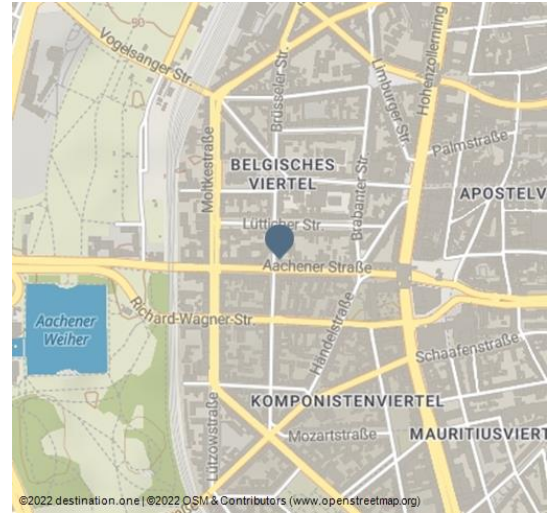 Vogelsanger Str.
Brüsseler Str.
Limburger Str.
Hohenzollernring
Palmstraße
Moltkestraße
BELGISCHES
VIERTEL
Brabanter Str.
APOSTELV
Lütticher Str.
Aachener Straße
Aachener
Weiher
Richard-Wagner-Str.
Händelstraße
Schaafenstraße
KOMPONISTENVIERTEL
Lützowstraße
Mozartstraße
MAURITIUSVIERT
©2022 destination.one | ©2022 OSM & Contributors (www.openstreetmap.org)